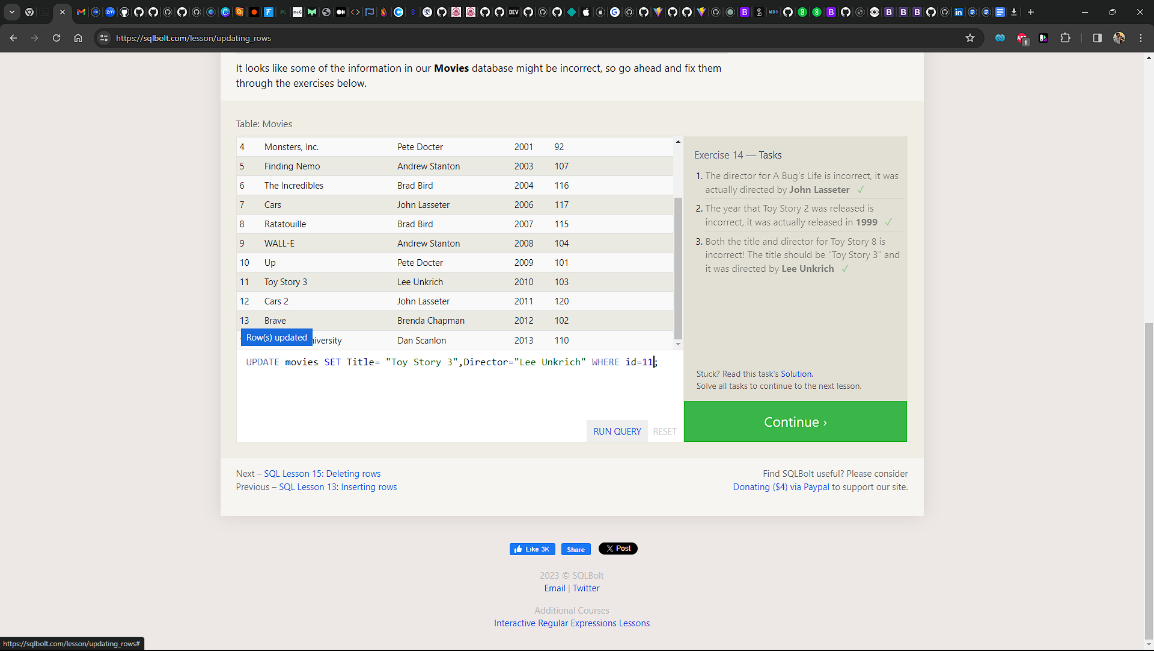 https://sqlbolt.com/lesson/updating_rows
It looks like some of the information in our Movies database might be incorrect, so go ahead and fix them
through the exercises below.
Table: Movies
4 Monsters, Inc. Pete Docter 2001 92
5 Finding Nemo Andrew Stanton 2003 107
6 The Incredibles Brad Bird 2004 116
7 Cars John Lasseter 2006 117
8 Ratatouille Brad Bird 2007 115
9 WALL-E Andrew Stanton 2008 104
10 Up Pete Docter 2009 101
11 Toy Story 3 Lee Unkrich 2010 103
12 Cars 2 John Lasseter 2011 120
13 Brave Brenda Chapman 2012 102
iversity Dan Scanlon 2013 110
Row(s) updated
UPDATE movies SET Title= "Toy Story 3",Director="Lee Unkrich" WHERE id=11;
RUN QUERY RESET
Exercise 14 — Tasks
1. The director for A Bug's Life is incorrect, it was
actually directed by John Lasseter ✓
2. The year that Toy Story 2 was released is
incorrect, it was actually released in 1999 ✓
3. Both the title and director for Toy Story 8 is
incorrect! The title should be "Toy Story 3" and
it was directed by Lee Unkrich ✓
Stuck? Read this task's Solution.
Solve all tasks to continue to the next lesson.
Continue ›
Next – SQL Lesson 15: Deleting rows
Previous – SQL Lesson 13: Inserting rows
Find SQLBolt useful? Please consider
Donating ($4) via Paypal to support our site.
Like 3K Share X Post
2023 © SQLBolt
Email | Twitter
Additional Courses
Interactive Regular Expressions Lessons
https://sqlbolt.com/lesson/updating_rows#